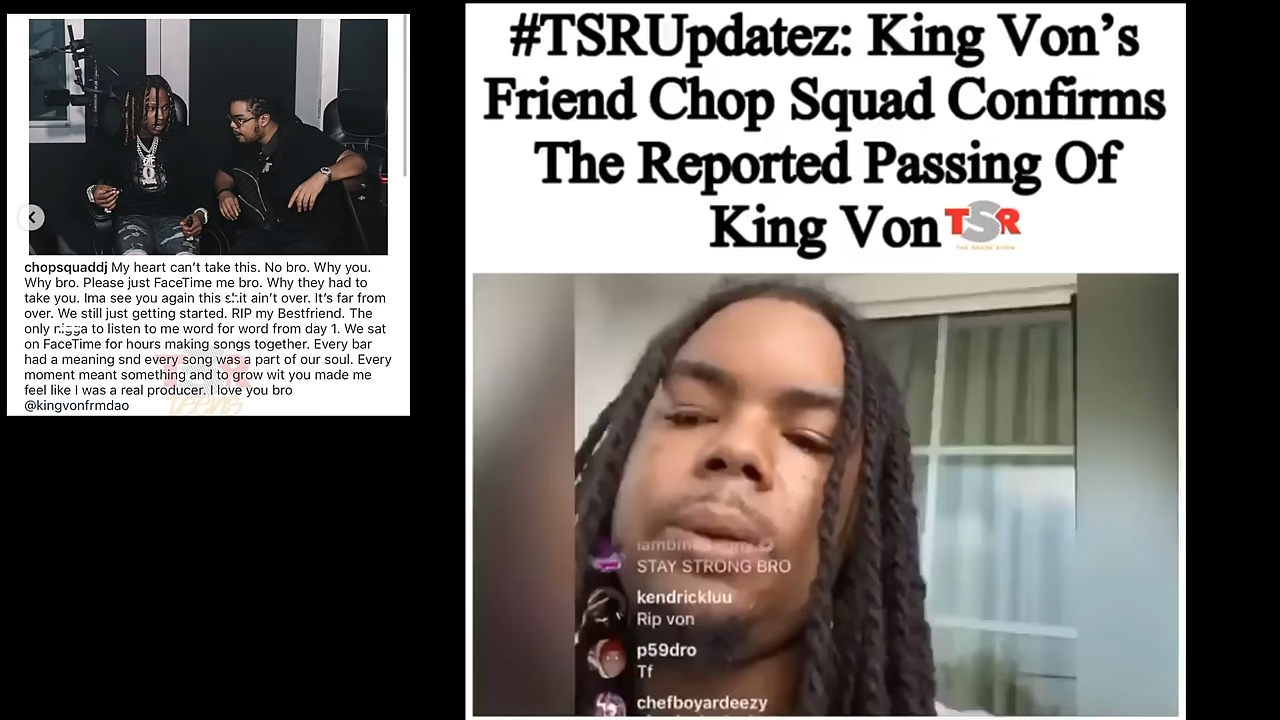 chopsquaddj My heart can't take this. No bro. Why you.
Why bro. Please just FaceTime me bro. Why they had to
take you. Ima see you again this s:it ain't over. It's far from
over. We still just getting started. RIP my Bestfriend. The
only nigga to listen to me word for word from day 1. We sat
on FaceTime for hours making songs together. Every bar
had a meaning snd every song was a part of our soul. Every
moment meant something and to grow wit you made me
feel like I was a real producer. I love you bro
@kingvonfrmdao
#TSRUpdatez: King Von's
Friend Chop Squad Confirms
The Reported Passing Of
King Von TSR
THE SHADE ROOM
STAY STRONG BRO
kendrickluu
Rip von
p59dro
Tf
chefboyardeezy